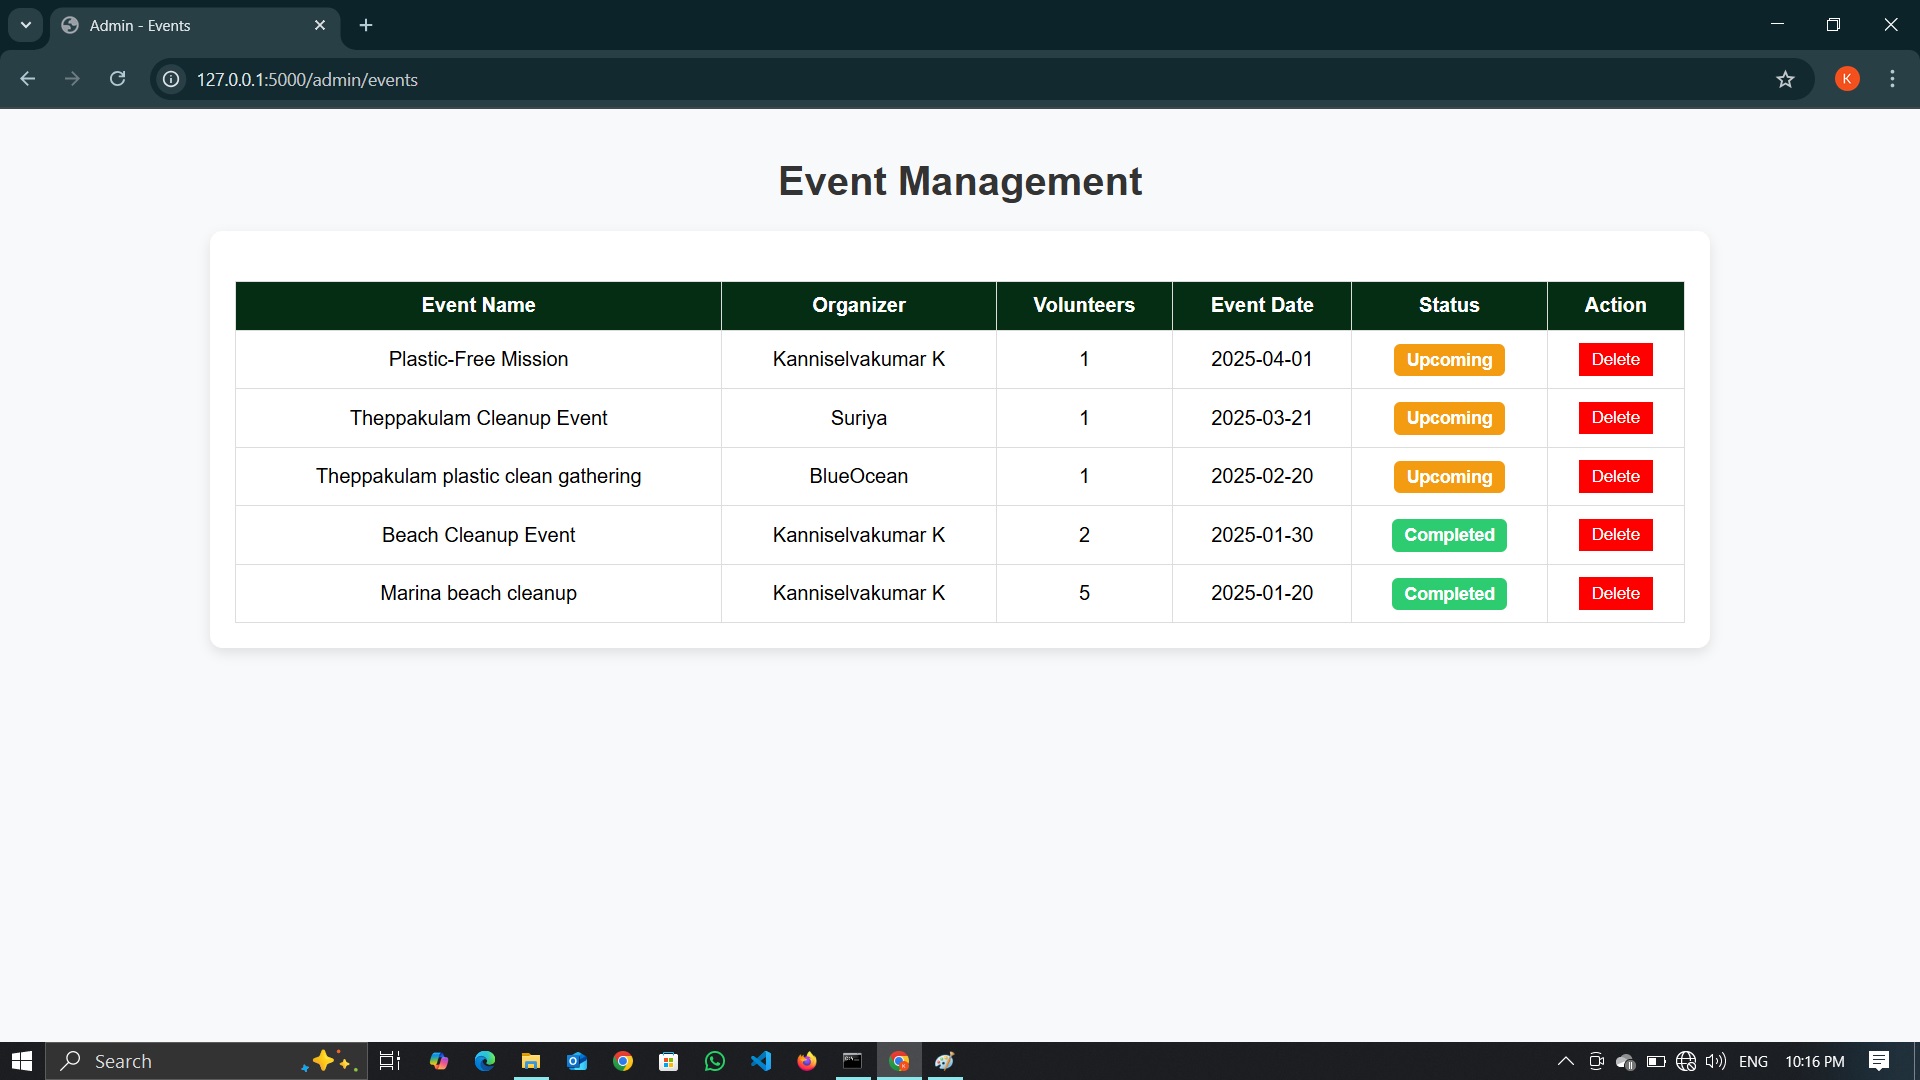 Admin - Events
127.0.0.1:5000/admin/events
K
Event Management
Event Name Organizer Volunteers Event Date Status Action
Plastic-Free Mission Kanniselvakumar K 1 2025-04-01 Upcoming Delete
Theppakulam Cleanup Event Suriya 1 2025-03-21 Upcoming Delete
Theppakulam plastic clean gathering BlueOcean 1 2025-02-20 Upcoming Delete
Beach Cleanup Event Kanniselvakumar K 2 2025-01-30 Completed Delete
Marina beach cleanup Kanniselvakumar K 5 2025-01-20 Completed Delete
Search ENG 10:16 PM